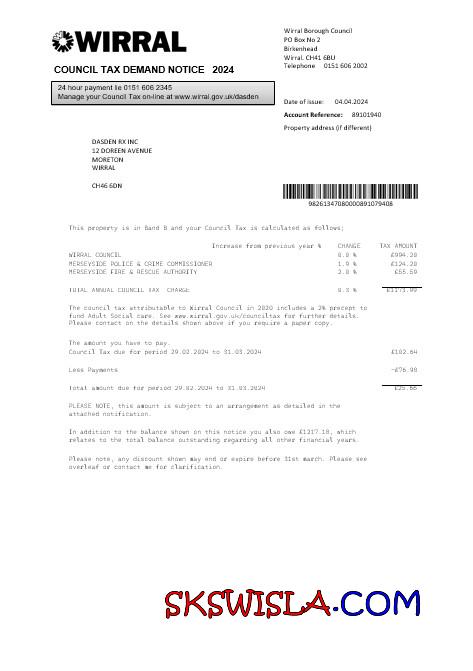 WIRRAL
COUNCIL TAX DEMAND NOTICE 2024
24 hour payment lie 0151 606 2345
Manage your Council Tax on-line at www.wirral.gov.uk/dasden
Wirral Borough Council
PO Box No 2
Birkenhead
Wirral. CH41 6BU
Telephone 0151 606 2002
Date of issue: 04.04.2024
Account Reference: 89101940
Property address (if different)
DASDEN RX INC
12 DOREEN AVENUE
MORETON
WIRRAL
CH46 6DN
98261347080000891079408
This property is in Band B and your Council Tax is calculated as follows;
Increase from previous year % CHANGE TAX AMOUNT
WIRRAL COUNCIL 0.0 % £994.20
MERSEYSIDE POLICE & CRIME COMMISSIONER 1.9 % £124.20
MERSEYSIDE FIRE & RESCUE AUTHORITY 2.0 % £55.59
TOTAL ANNUAL COUNCIL TAX CHARGE 0.3 % £1173.99
The council tax attributable to Wirral Council in 2020 includes a 2% precept to
fund Adult Social care. See www.wirral.gov.uk/counciltax for further details.
Please contact on the details shown above if you require a paper copy.
The amount you have to pay.
Council Tax due for period 29.02.2024 to 31.03.2024 £102.64
Less Payments -£76.98
Total amount due for period 29.02.2024 to 31.03.2024 £25.66
PLEASE NOTE, this amount is subject to an arrangement as detailed in the
attached notification.
In addition to the balance shown on this notice you also owe £1217.18, which
relates to the total balance outstanding regarding all other financial years.
Please note, any discount shown may end or expire before 31st march. Please see
overleaf or contact me for clarification.
SKSWISLA.COM